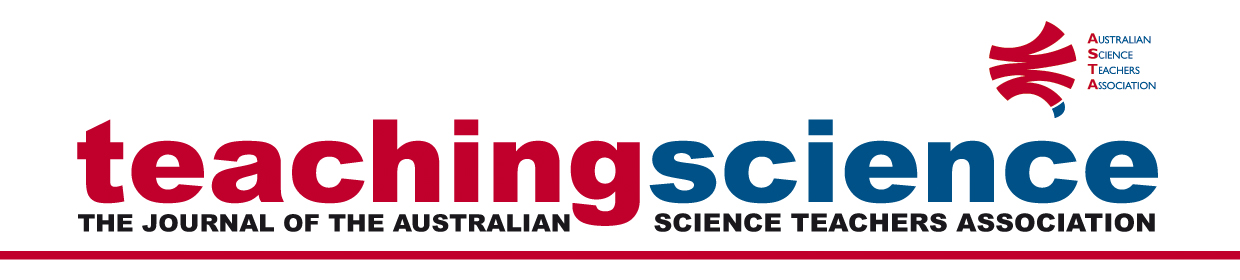 AUSTRALIAN
SCIENCE
TEACHERS
ASSOCIATION
teachingscience
THE JOURNAL OF THE AUSTRALIAN SCIENCE TEACHERS ASSOCIATION